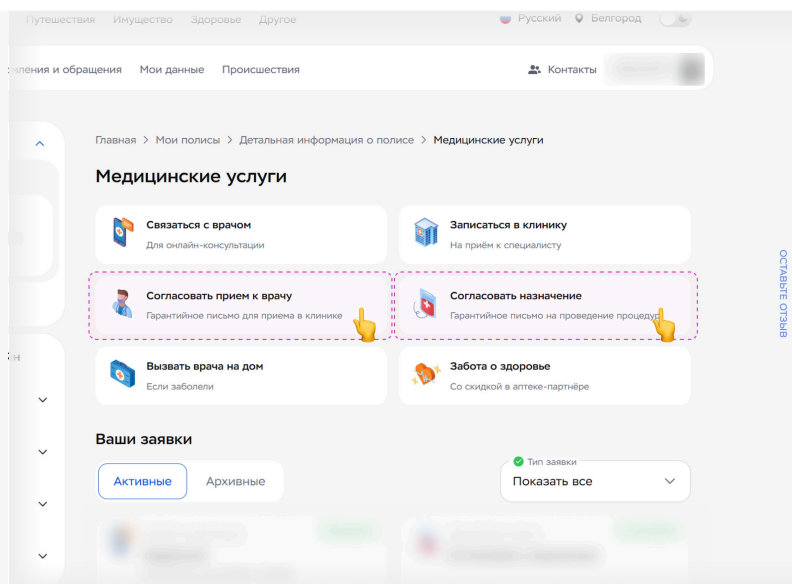 Путешествия Имущество Здоровье Другое
Русский Белгород
мления и обращения Мои данные Происшествия
Контакты
Главная > Мои полисы > Детальная информация о полисе > Медицинские услуги
Медицинские услуги
Связаться с врачом
Для онлайн-консультации
Записаться в клинику
На приём к специалисту
Согласовать прием к врачу
Гарантийное письмо для приема в клинике
Согласовать назначение
Гарантийное письмо на проведение процедур
Вызвать врача на дом
Если заболели
Забота о здоровье
Со скидкой в аптеке-партнёре
ОСТАВЬТЕ ОТЗЫВ
н
Ваши заявки
Активные Архивные
Тип заявки
Показать все